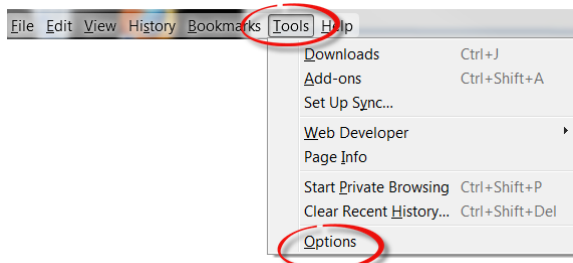 File Edit View History Bookmarks Tools Help
Downloads Ctrl+J
Add-ons Ctrl+Shift+A
Set Up Sync...
Web Developer
Page Info
Start Private Browsing Ctrl+Shift+P
Clear Recent History... Ctrl+Shift+Del
Options